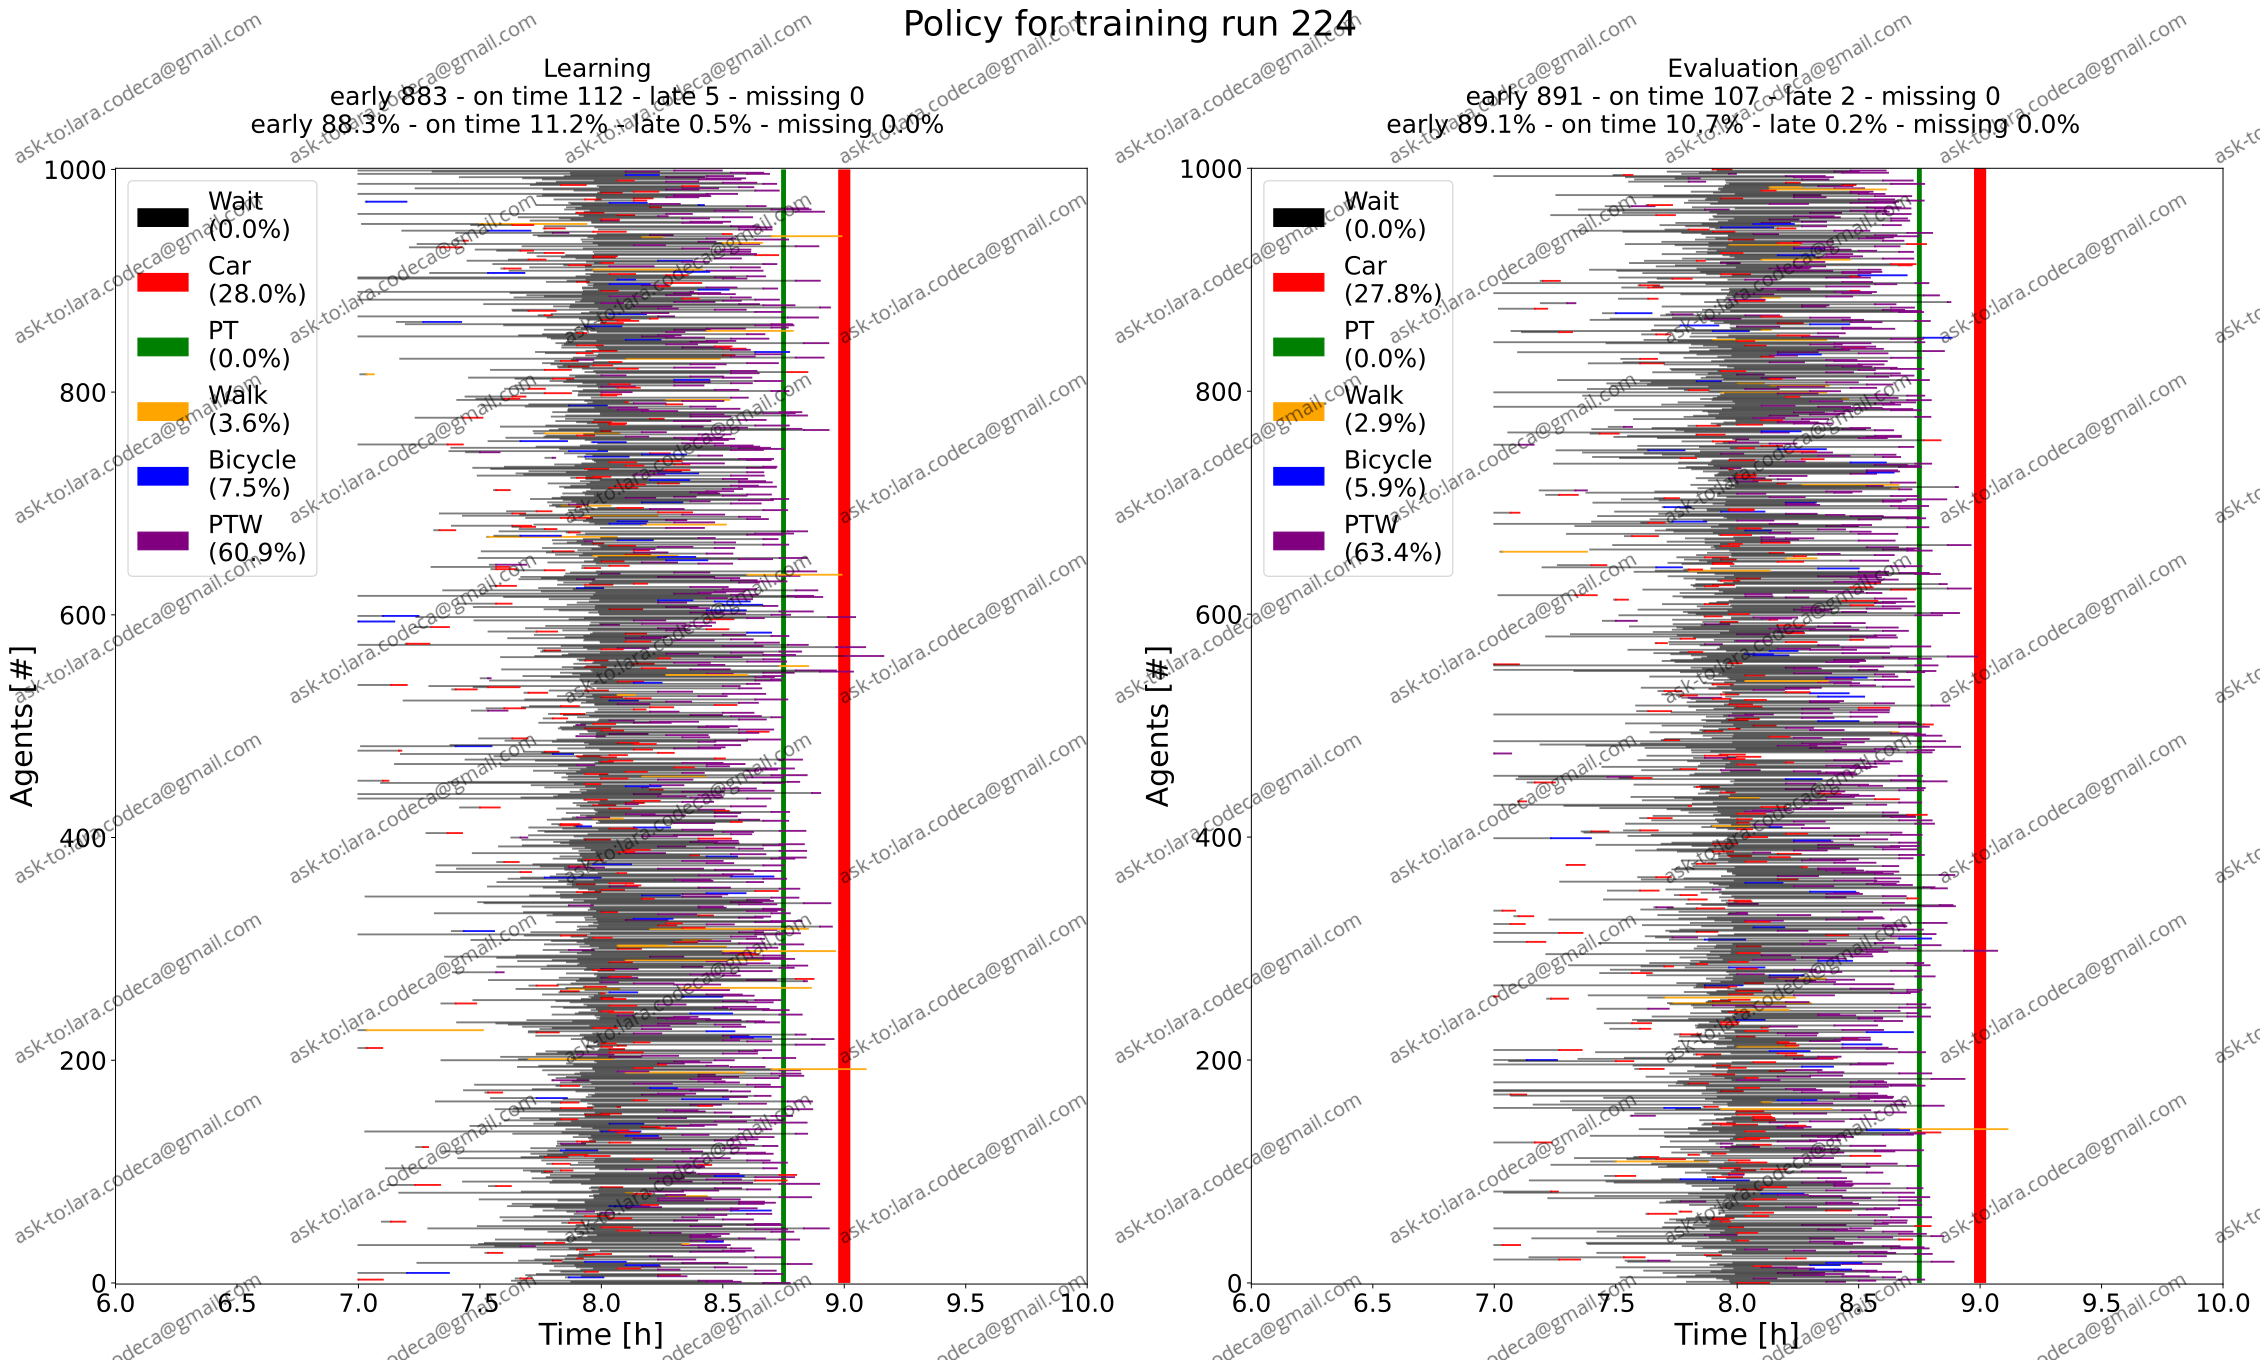 Policy for training run 224
Learning
early 883 - on time 112 - late 5 - missing 0
early 88.3% - on time 11.2% - late 0.5% - missing 0.0%
Evaluation
early 891 - on time 107 - late 2 - missing 0
early 89.1% - on time 10.7% - late 0.2% - missing 0.0%
Agents [#]
1000
800
600
400
200
0
Wait
(0.0%)
Car
(28.0%)
PT
(0.0%)
Walk
(3.6%)
Bicycle
(7.5%)
PTW
(60.9%)
6.0 6.5 7.0 7.5 8.0 8.5 9.0 9.5 10.0
Time [h]
Agents [#]
1000
800
600
400
200
0
Wait
(0.0%)
Car
(27.8%)
PT
(0.0%)
Walk
(2.9%)
Bicycle
(5.9%)
PTW
(63.4%)
6.0 6.5 7.0 7.5 8.0 8.5 9.0 9.5 10.0
Time [h]
ask-to:lara.codeca@gmail.com